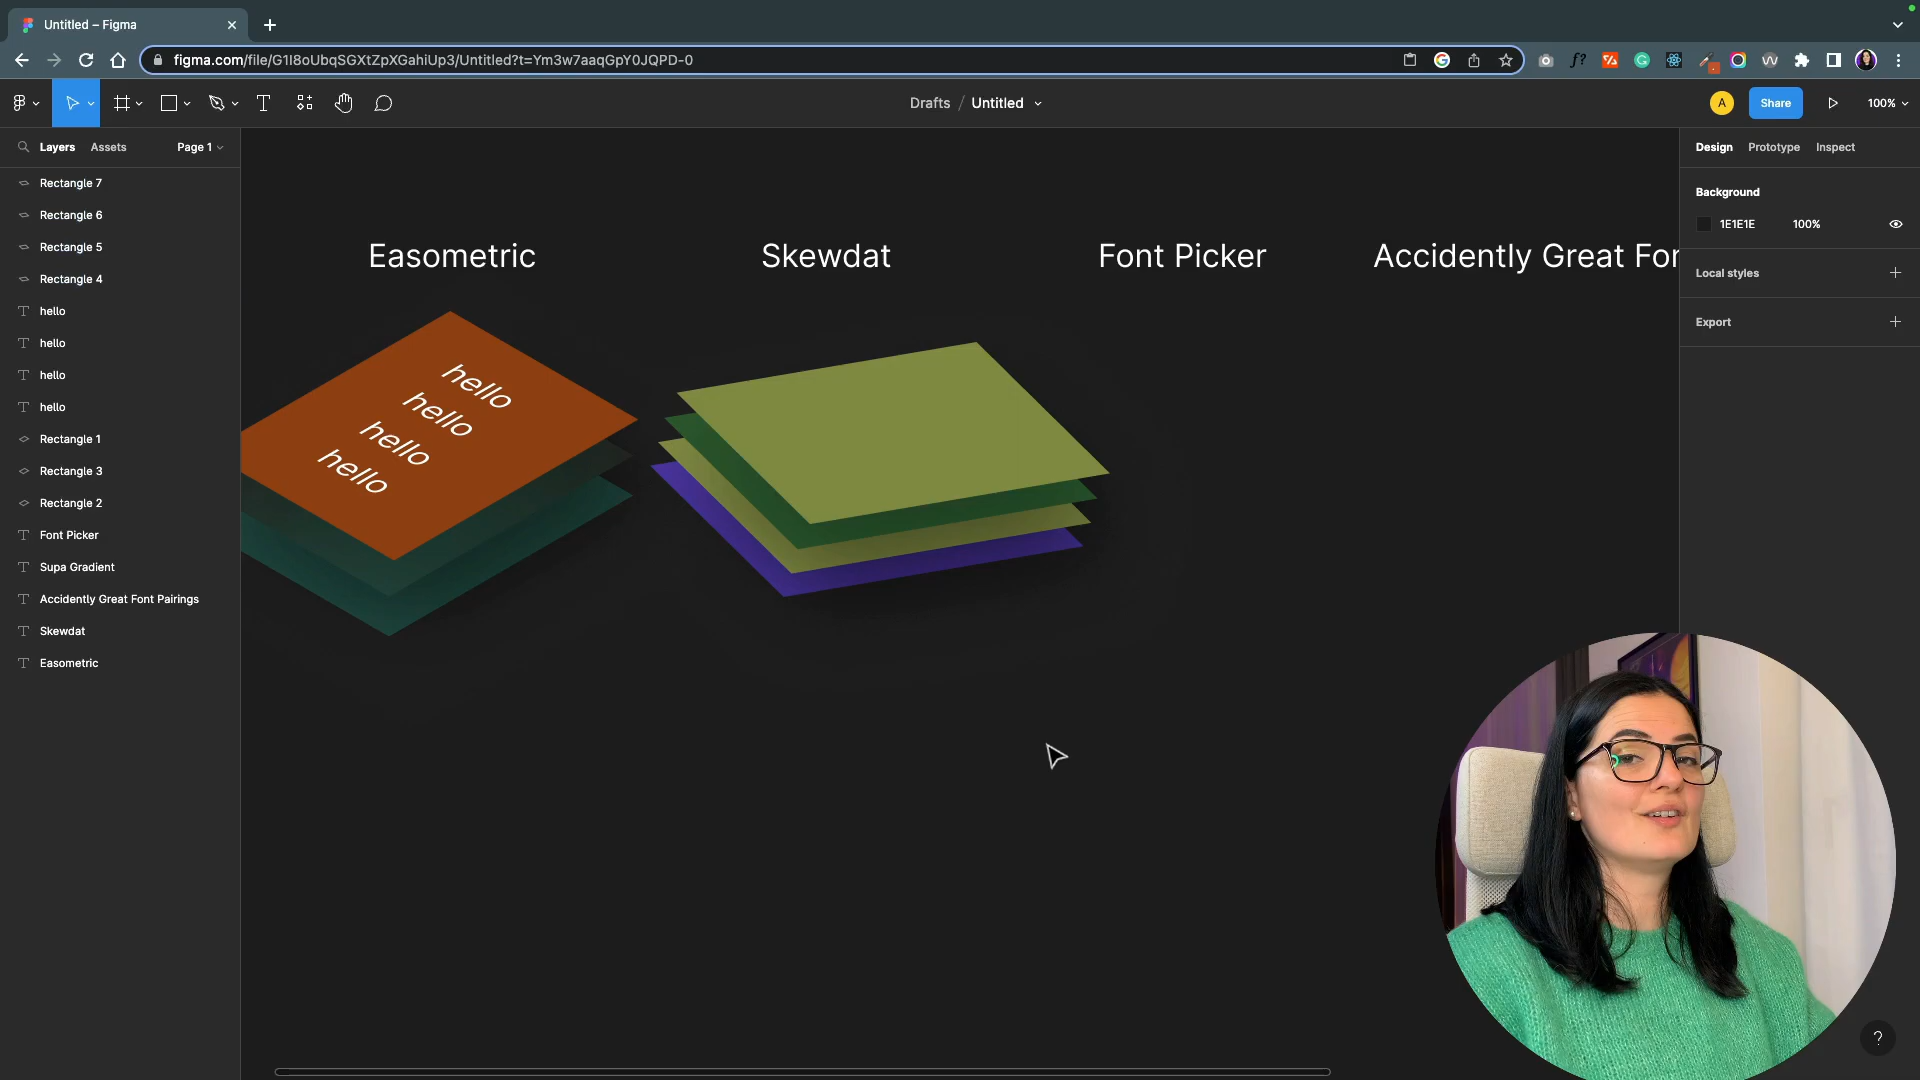 Untitled – Figma
figma.com/file/G1I8oUbqSGXtZpXGahiUp3/Untitled?t=Ym3w7aaqGpY0JQPD-0
Drafts / Untitled
A
Share
100%
Layers
Assets
Page 1
Design
Prototype
Inspect
Rectangle 7
Rectangle 6
Rectangle 5
Rectangle 4
hello
hello
hello
hello
Rectangle 1
Rectangle 3
Rectangle 2
Font Picker
Supa Gradient
Accidently Great Font Pairings
Skewdat
Easometric
Easometric
Skewdat
Font Picker
Accidently Great For
hello
hello
hello
hello
Background
1E1E1E
100%
Local styles
Export
?